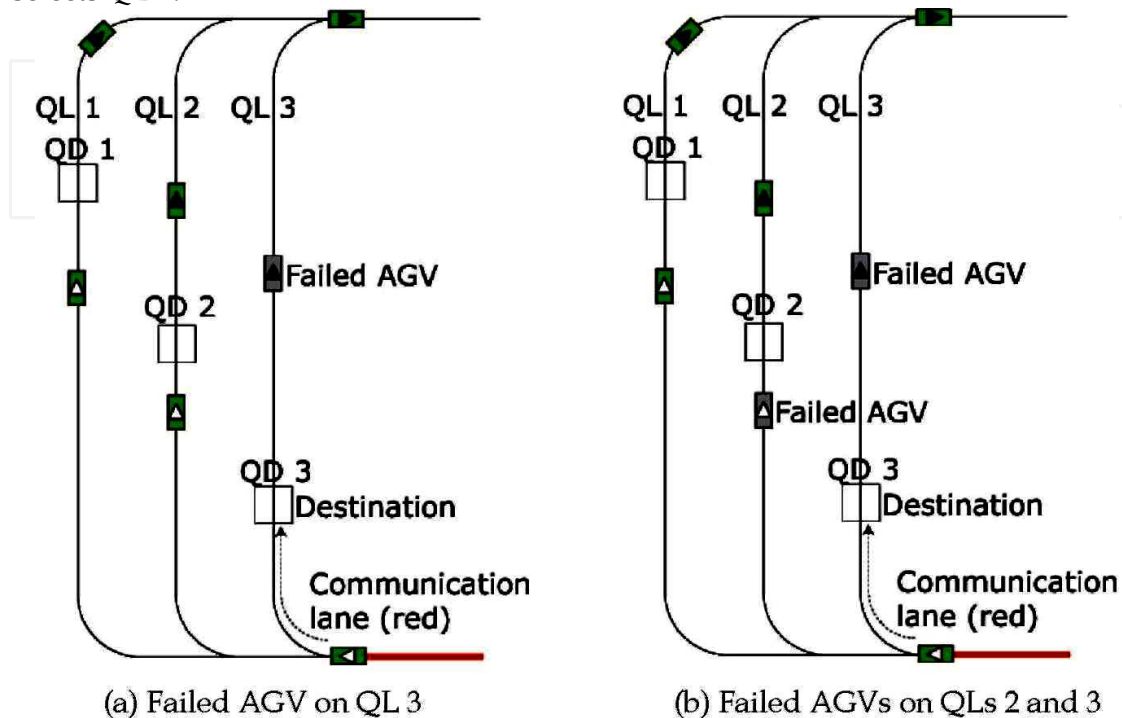 QL 1 QL 2 QL 3
QD 1
Failed AGV
QD 2
QD 3
Destination
Communication
lane (red)
(a) Failed AGV on QL 3
QL 1 QL 2 QL 3
QD 1
Failed AGV
QD 2
Failed AGV
QD 3
Destination
Communication
lane (red)
(b) Failed AGVs on QLs 2 and 3